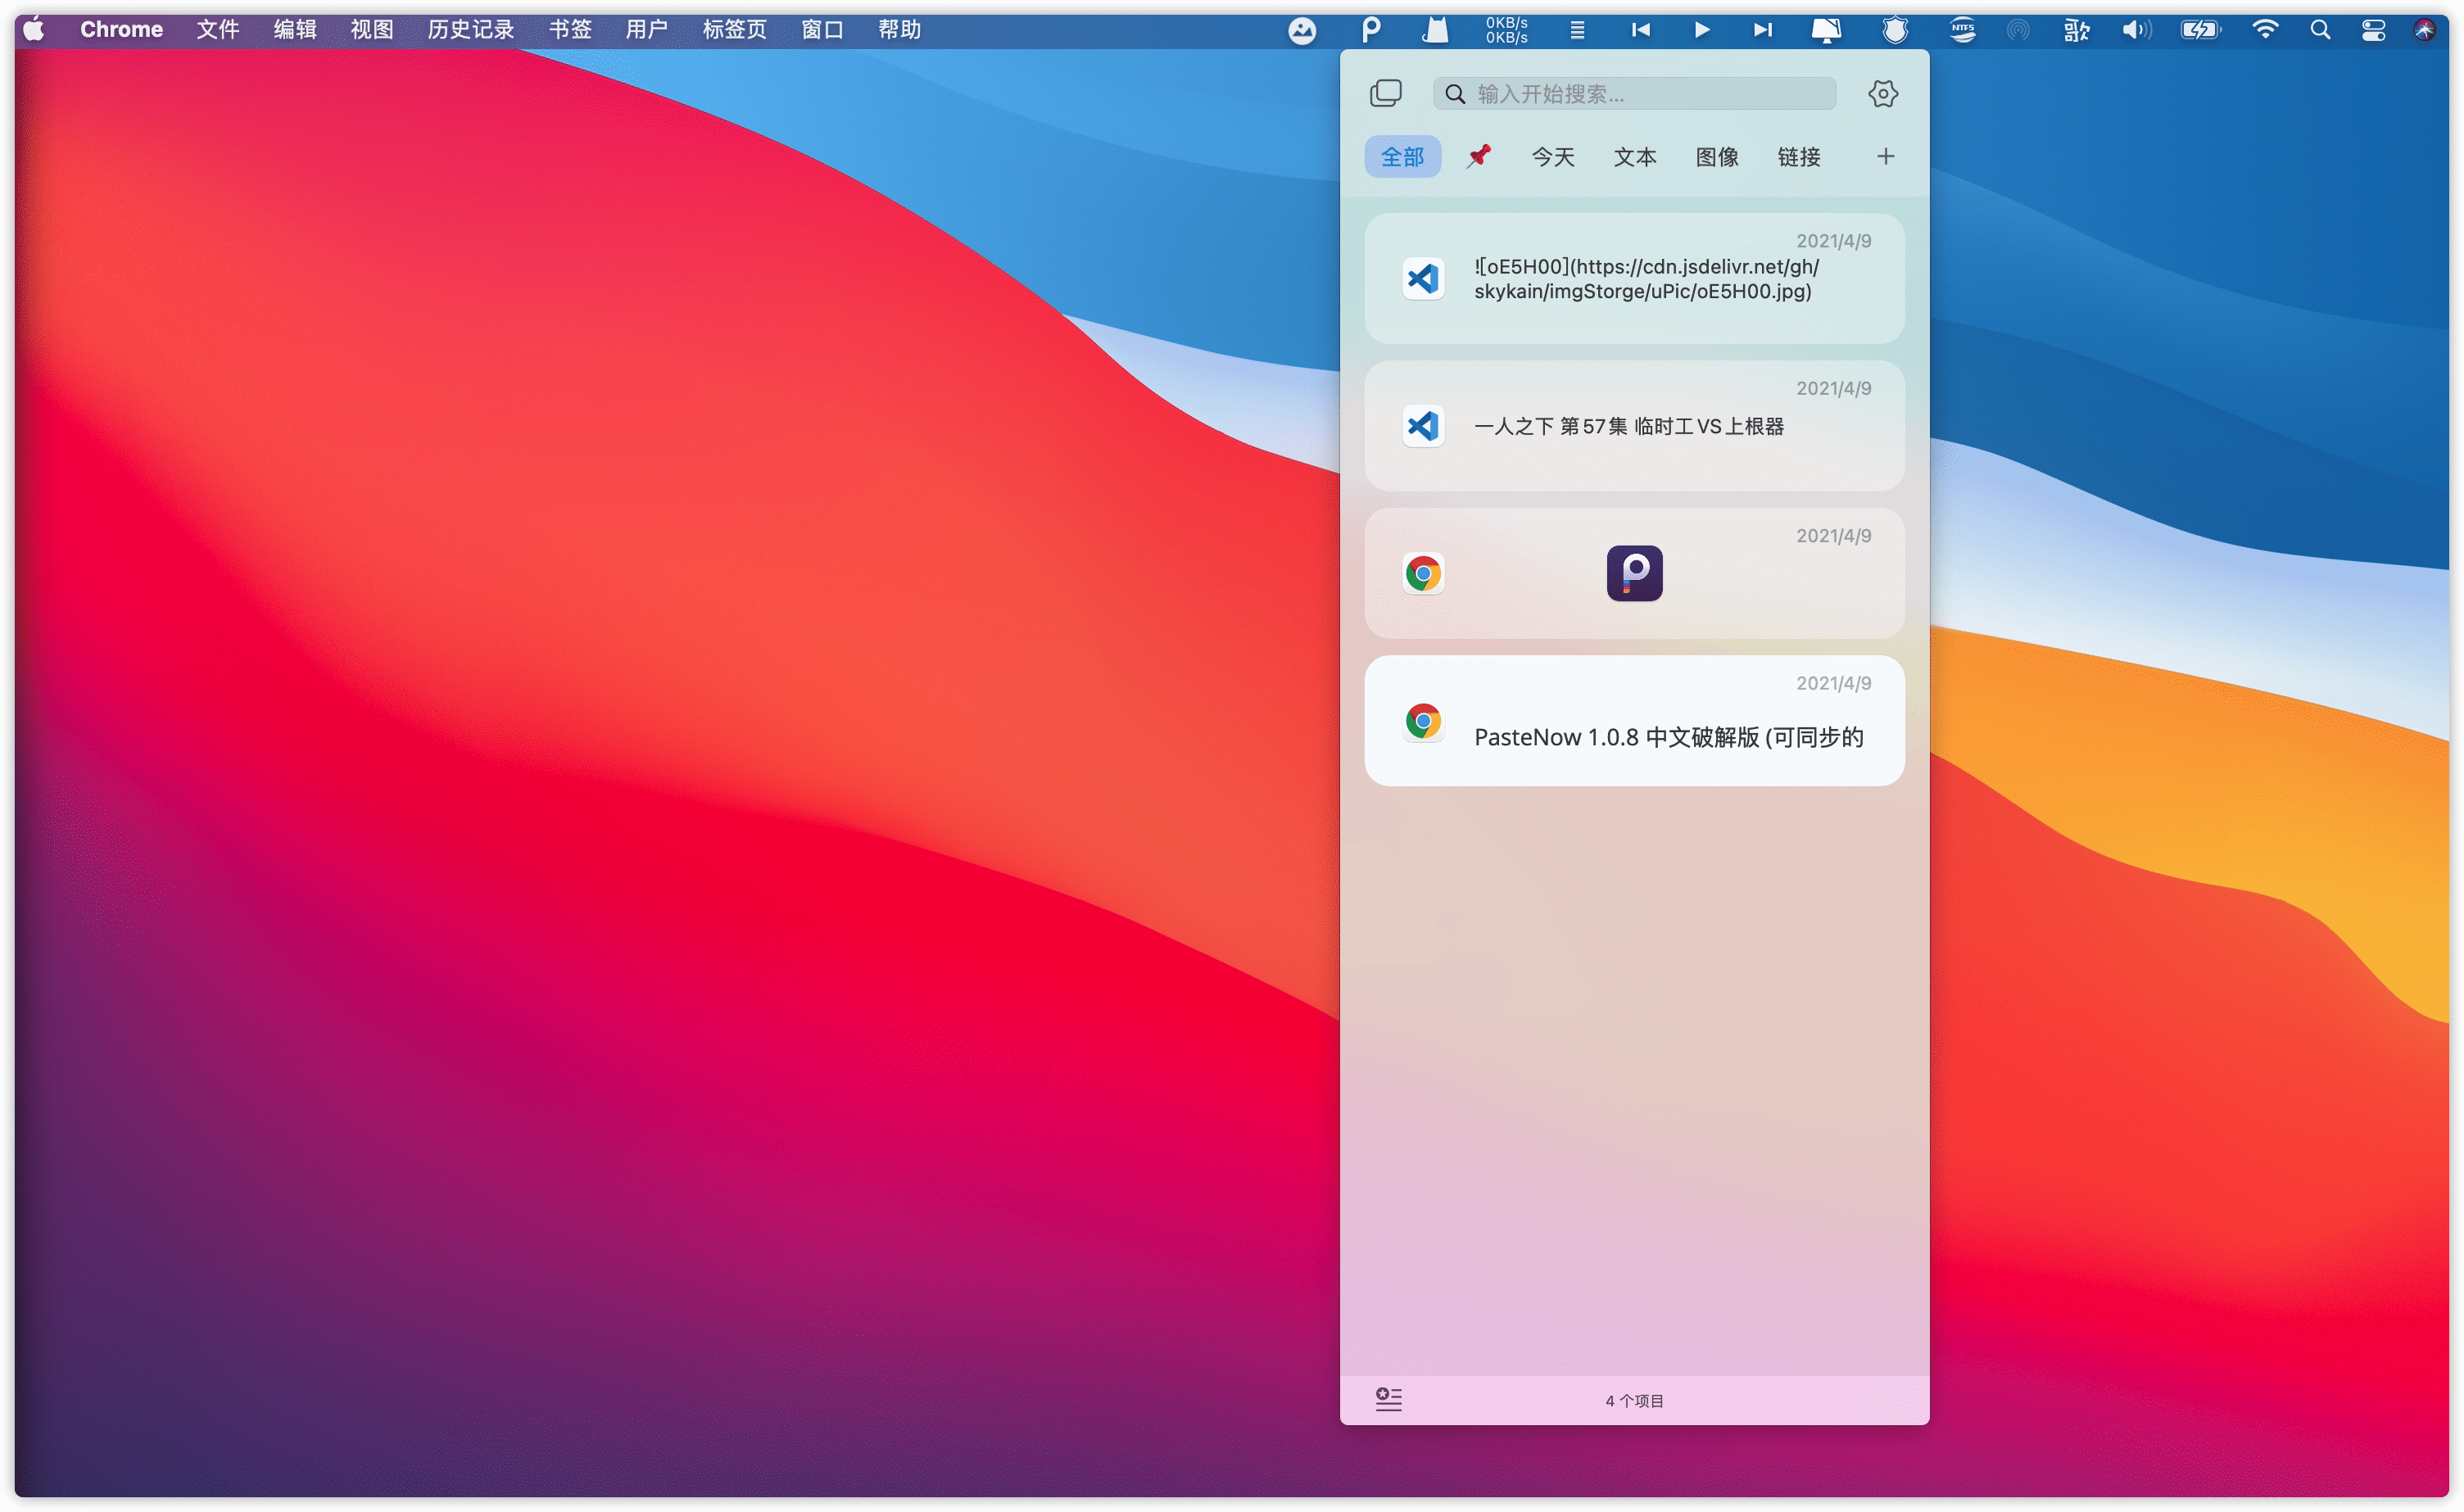 Chrome 文件 编辑 视图 历史记录 书签 用户 标签页 窗口 帮助
0KB/s
0KB/s
NTFS
歌
输入开始搜索...
全部 今天 文本 图像 链接
2021/4/9
![oE5H00](https://cdn.jsdelivr.net/gh/
skykain/imgStorge/uPic/oE5H00.jpg)
2021/4/9
一人之下 第57集 临时工VS上根器
2021/4/9
2021/4/9
PasteNow 1.0.8 中文破解版 (可同步的
4 个项目